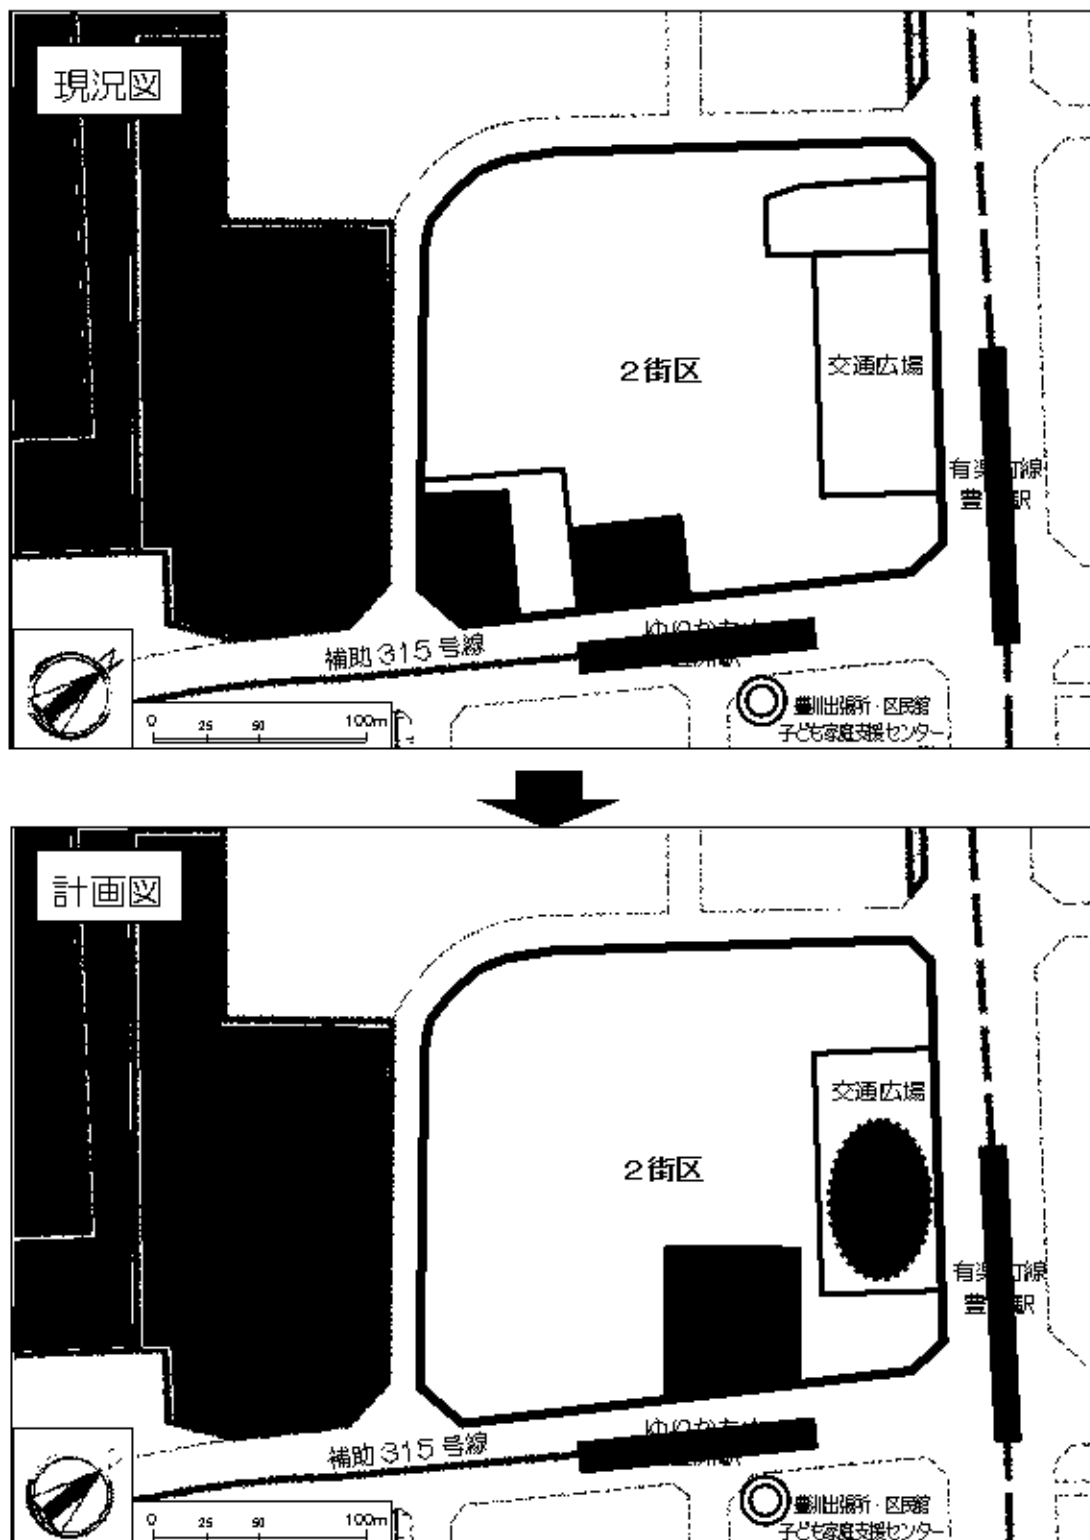 現況図
2街区
交通広場
有楽町線
豊 駅
補助315号線
0 25 50 100m
豊洲出張所・区民館
子ども家庭支援センター
計画図
交通広場
2街区
有楽町線
豊 駅
補助315号線
0 25 50 100m
豊洲出張所・区民館
子ども家庭支援センター